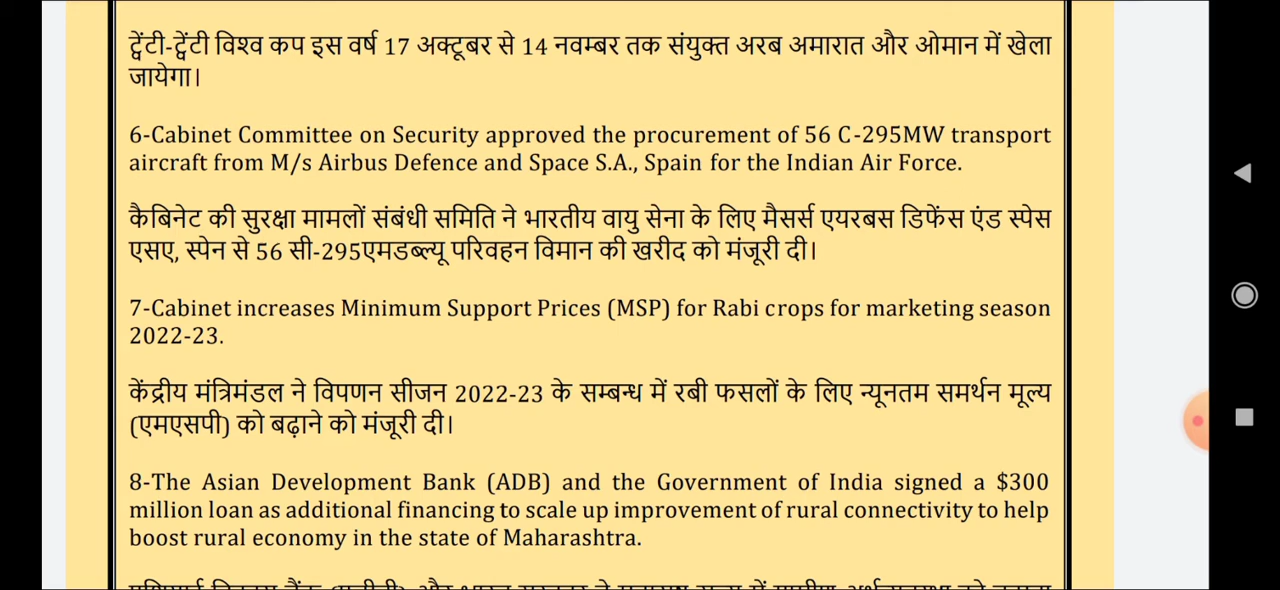 ट्वेंटी-ट्वेंटी विश्व कप इस वर्ष 17 अक्टूबर से 14 नवम्बर तक संयुक्त अरब अमारात और ओमान में खेला
जायेगा।
6-Cabinet Committee on Security approved the procurement of 56 C-295MW transport
aircraft from M/s Airbus Defence and Space S.A., Spain for the Indian Air Force.
कैबिनेट की सुरक्षा मामलों संबंधी समिति ने भारतीय वायु सेना के लिए मैसर्स एयरबस डिफेंस एंड स्पेस
एसए, स्पेन से 56 सी-295एमडब्ल्यू परिवहन विमान की खरीद को मंजूरी दी।
7-Cabinet increases Minimum Support Prices (MSP) for Rabi crops for marketing season
2022-23.
केंद्रीय मंत्रिमंडल ने विपणन सीजन 2022-23 के सम्बन्ध में रबी फसलों के लिए न्यूनतम समर्थन मूल्य
(एमएसपी) को बढ़ाने को मंजूरी दी।
8-The Asian Development Bank (ADB) and the Government of India signed a $300
million loan as additional financing to scale up improvement of rural connectivity to help
boost rural economy in the state of Maharashtra.